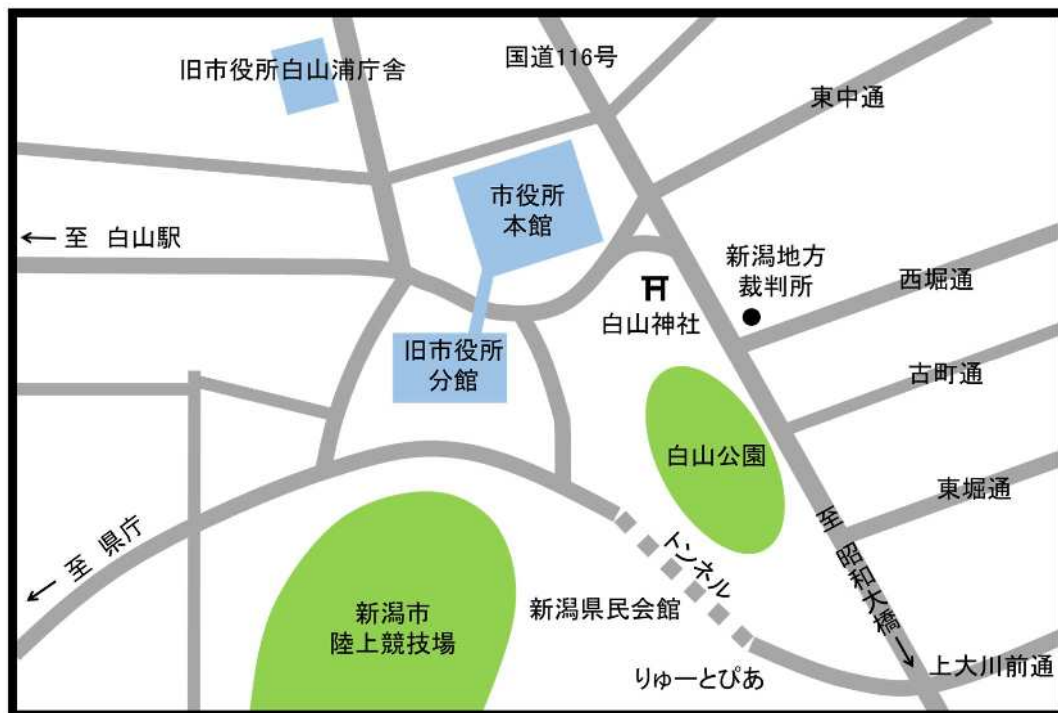 旧市役所白山浦庁舎
国道116号
東中通
市役所
本館
← 至 白山駅
新潟地方
裁判所
西堀通
白山神社
旧市役所
分館
古町通
白山公園
東堀通
← 至 県庁
トンネル
至 昭和大橋 →
新潟市
陸上競技場
新潟県民会館
りゅーとぴあ
上大川前通